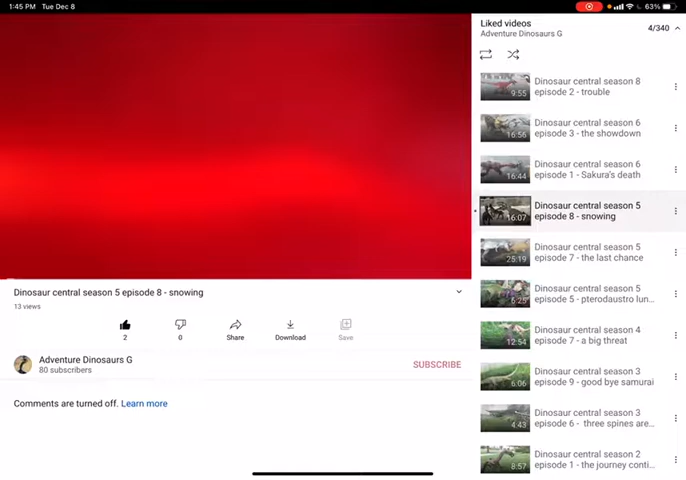 1:45 PM Tue Dec 8
63%
Liked videos
Adventure Dinosaurs G
4/340
Dinosaur central season 8
episode 2 - trouble
9:55
Dinosaur central season 6
episode 3 - the showdown
16:56
Dinosaur central season 6
episode 1 - Sakura's death
16:44
Dinosaur central season 5
episode 8 - snowing
16:07
Dinosaur central season 5
episode 7 - the last chance
25:19
Dinosaur central season 5
episode 5 - pterodaustro lun...
6:25
Dinosaur central season 4
episode 7 - a big threat
12:54
Dinosaur central season 3
episode 9 - good bye samurai
6:06
Dinosaur central season 3
episode 6 - three spines are...
4:43
Dinosaur central season 2
episode 1 - the journey conti...
8:57
Dinosaur central season 5 episode 8 - snowing
13 views
2
0
Share
Download
Save
Adventure Dinosaurs G
80 subscribers
SUBSCRIBE
Comments are turned off. Learn more